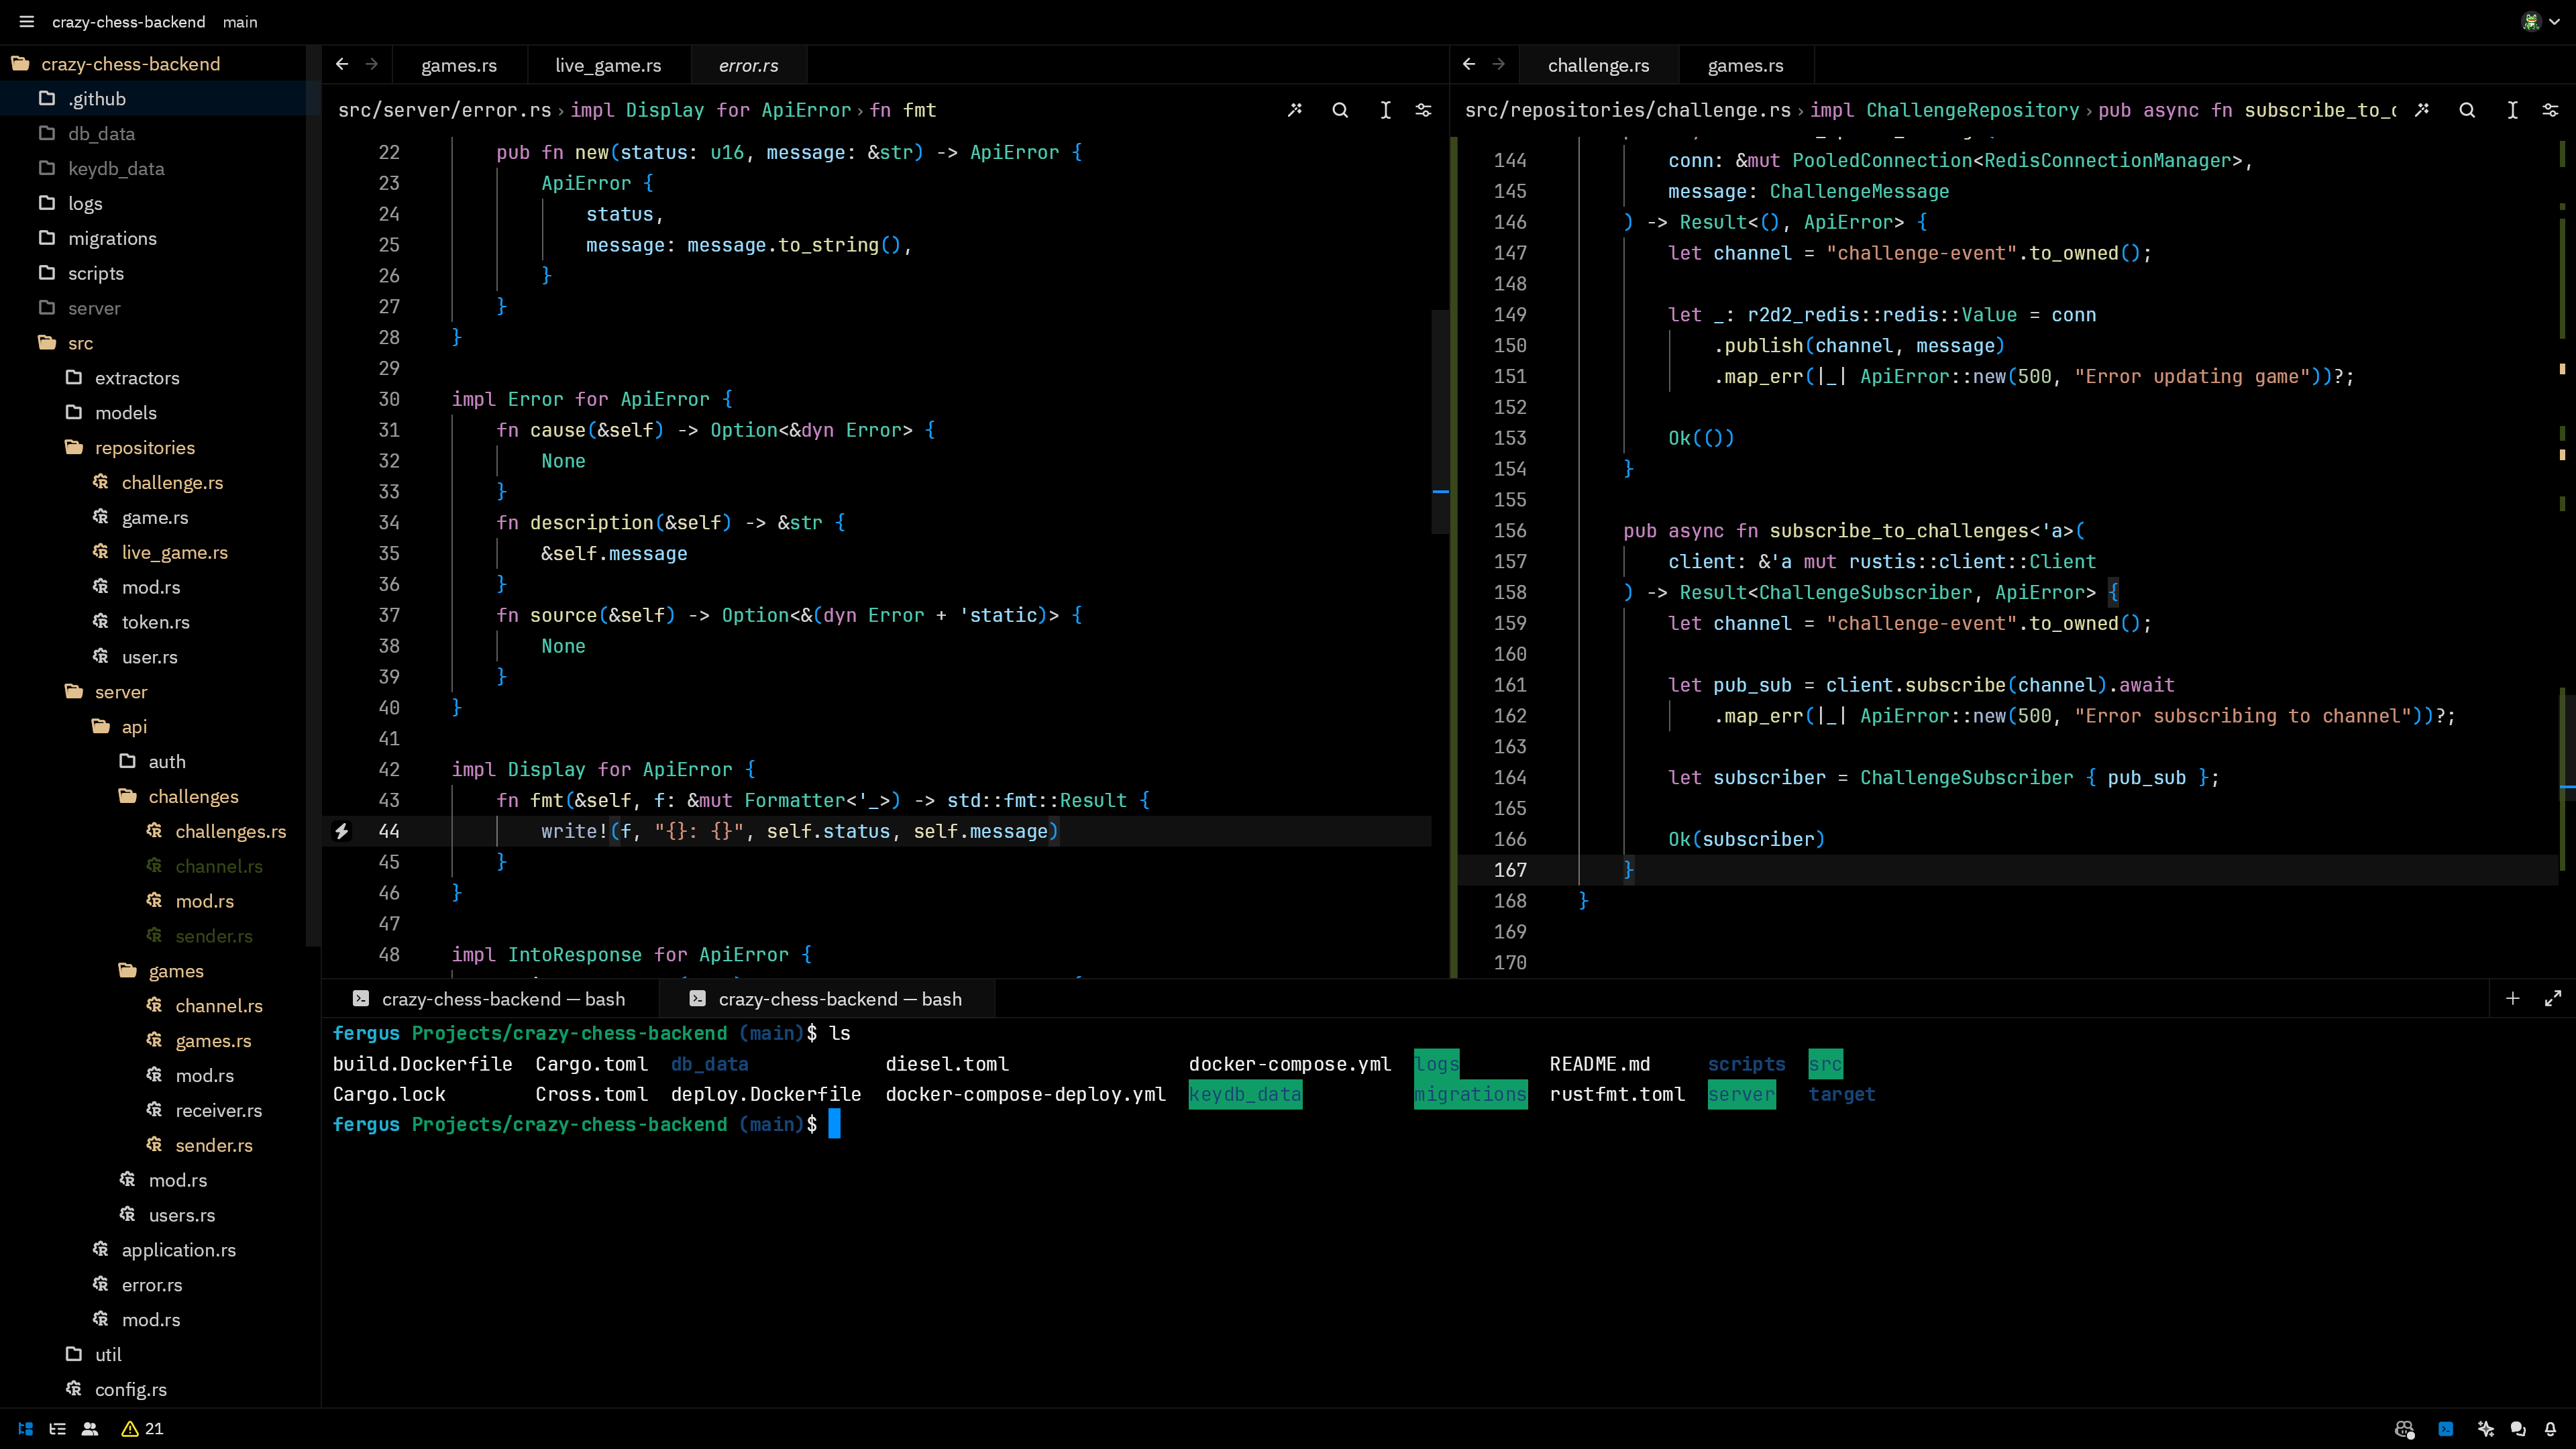 crazy-chess-backend main
crazy-chess-backend
.github
db_data
keydb_data
logs
migrations
scripts
server
src
extractors
models
repositories
challenge.rs
game.rs
live_game.rs
mod.rs
token.rs
user.rs
server
api
auth
challenges
challenges.rs
channel.rs
mod.rs
sender.rs
games
channel.rs
games.rs
mod.rs
receiver.rs
sender.rs
mod.rs
users.rs
application.rs
error.rs
mod.rs
util
config.rs
games.rs live_game.rs error.rs
src/server/error.rs › impl Display for ApiError › fn fmt
22 pub fn new(status: u16, message: &str) -> ApiError {
23 ApiError {
24 status,
25 message: message.to_string(),
26 }
27 }
28 }
29
30 impl Error for ApiError {
31 fn cause(&self) -> Option<&dyn Error> {
32 None
33 }
34 fn description(&self) -> &str {
35 &self.message
36 }
37 fn source(&self) -> Option<&(dyn Error + 'static)> {
38 None
39 }
40 }
41
42 impl Display for ApiError {
43 fn fmt(&self, f: &mut Formatter<'_>) -> std::fmt::Result {
44 write!(f, "{}: {}", self.status, self.message)
45 }
46 }
47
48 impl IntoResponse for ApiError {
challenge.rs games.rs
src/repositories/challenge.rs › impl ChallengeRepository › pub async fn subscribe_to_c
144 conn: &mut PooledConnection<RedisConnectionManager>,
145 message: ChallengeMessage
146 ) -> Result<(), ApiError> {
147 let channel = "challenge-event".to_owned();
148
149 let _: r2d2_redis::redis::Value = conn
150 .publish(channel, message)
151 .map_err(|_| ApiError::new(500, "Error updating game"))?;
152
153 Ok(())
154 }
155
156 pub async fn subscribe_to_challenges<'a>(
157 client: &'a mut rustis::client::Client
158 ) -> Result<ChallengeSubscriber, ApiError> {
159 let channel = "challenge-event".to_owned();
160
161 let pub_sub = client.subscribe(channel).await
162 .map_err(|_| ApiError::new(500, "Error subscribing to channel"))?;
163
164 let subscriber = ChallengeSubscriber { pub_sub };
165
166 Ok(subscriber)
167 }
168 }
169
170
crazy-chess-backend — bash crazy-chess-backend — bash
fergus Projects/crazy-chess-backend (main)$ ls
build.Dockerfile Cargo.toml db_data diesel.toml docker-compose.yml logs README.md scripts src
Cargo.lock Cross.toml deploy.Dockerfile docker-compose-deploy.yml keydb_data migrations rustfmt.toml server target
fergus Projects/crazy-chess-backend (main)$
21